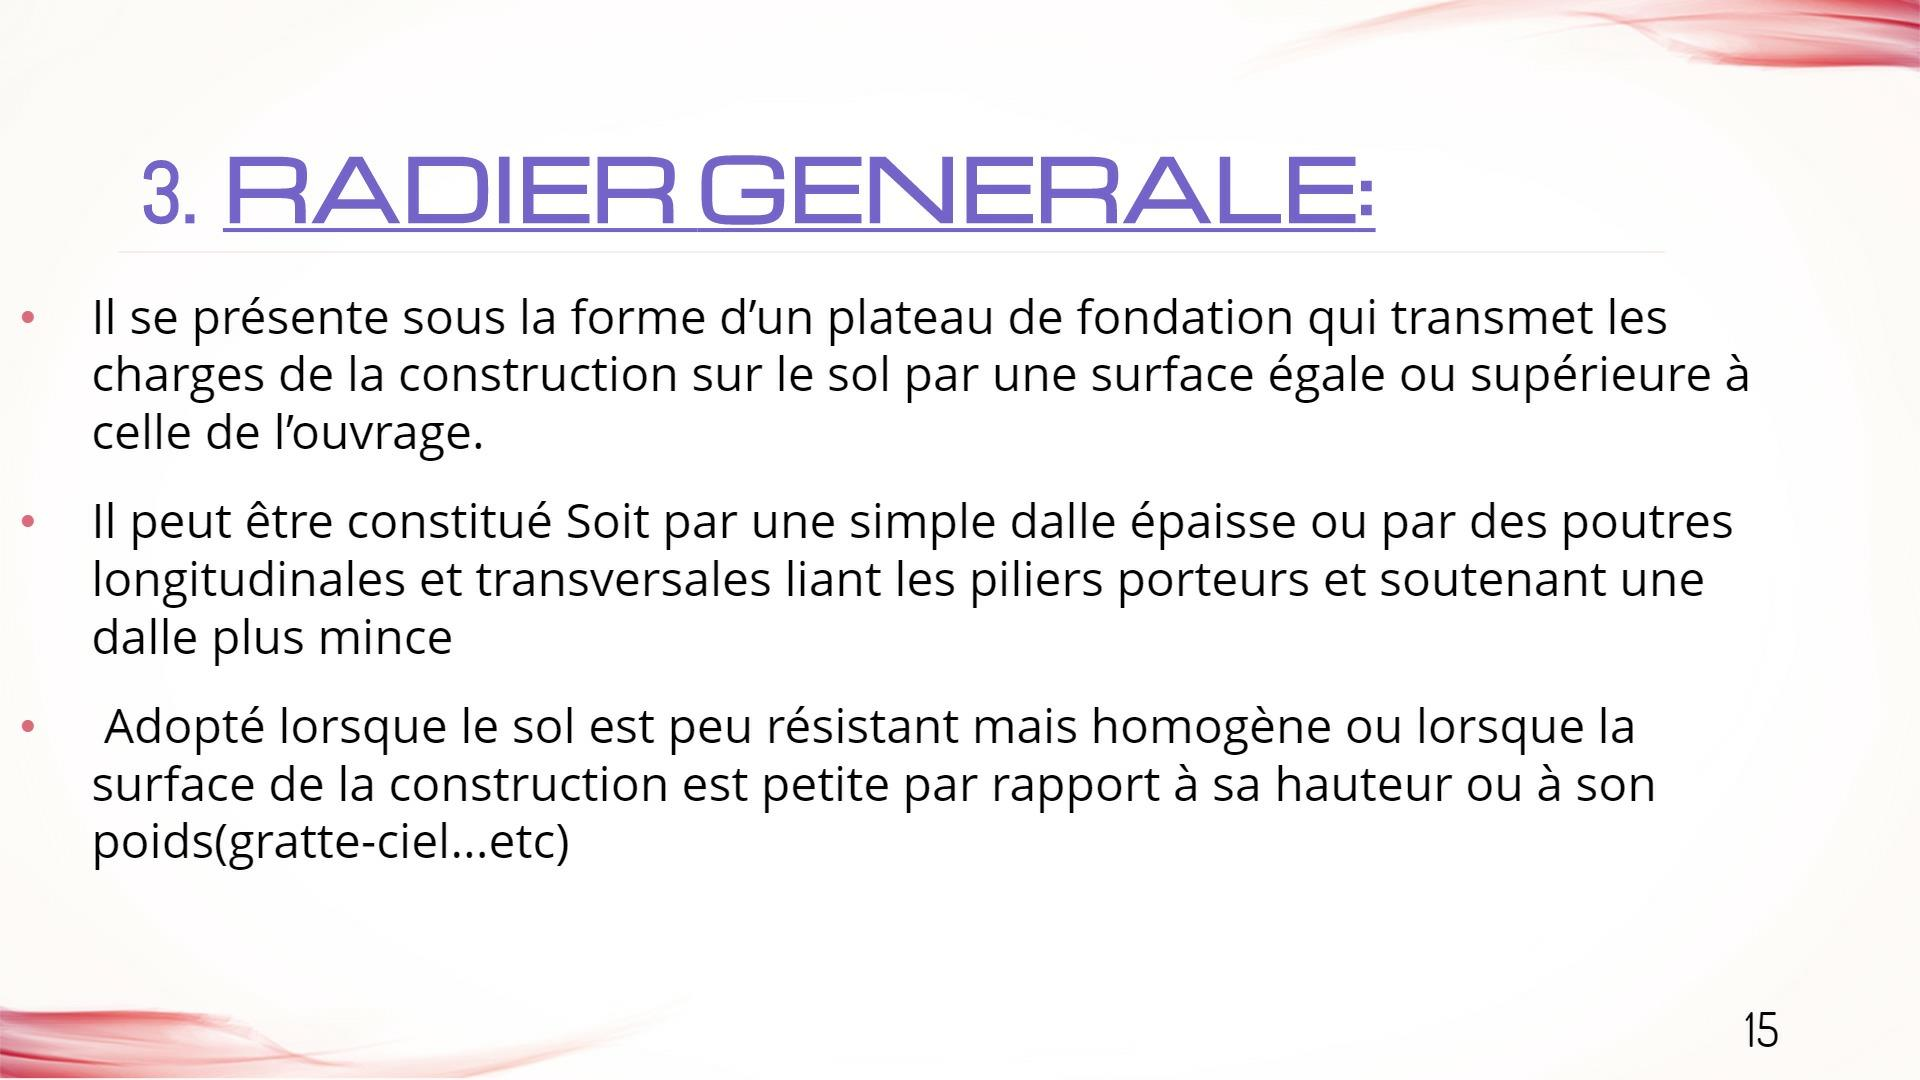 3. RADIER GENERALE:
• Il se présente sous la forme d’un plateau de fondation qui transmet les
charges de la construction sur le sol par une surface égale ou supérieure à
celle de l’ouvrage.
• Il peut être constitué Soit par une simple dalle épaisse ou par des poutres
longitudinales et transversales liant les piliers porteurs et soutenant une
dalle plus mince
• Adopté lorsque le sol est peu résistant mais homogène ou lorsque la
surface de la construction est petite par rapport à sa hauteur ou à son
poids(gratte-ciel...etc)
15